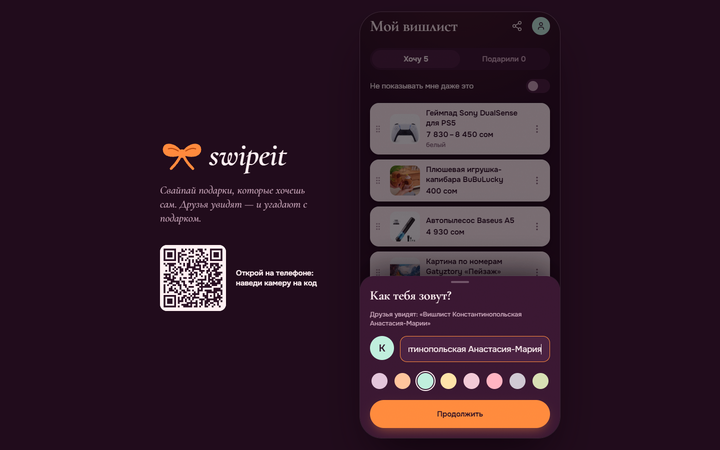 swipeit
Свайпай подарки, которые хочешь
сам. Друзья увидят — и угадают с
подарком.
Открой на телефоне:
наведи камеру на код
Мой вишлист
Хочу 5
Подарили 0
Не показывать мне даже это
Геймпад Sony DualSense
для PS5
7 830 – 8 450 сом
белый
Плюшевая игрушка-
капибара BuBuLucky
400 сом
Автопылесос Baseus A5
4 930 сом
Картина по номерам
Gatyztory «Пейзаж»
Как тебя зовут?
Друзья увидят: «Вишлист Константинопольская
Анастасия-Марии»
К
тинопольская Анастасия-Мария
Продолжить